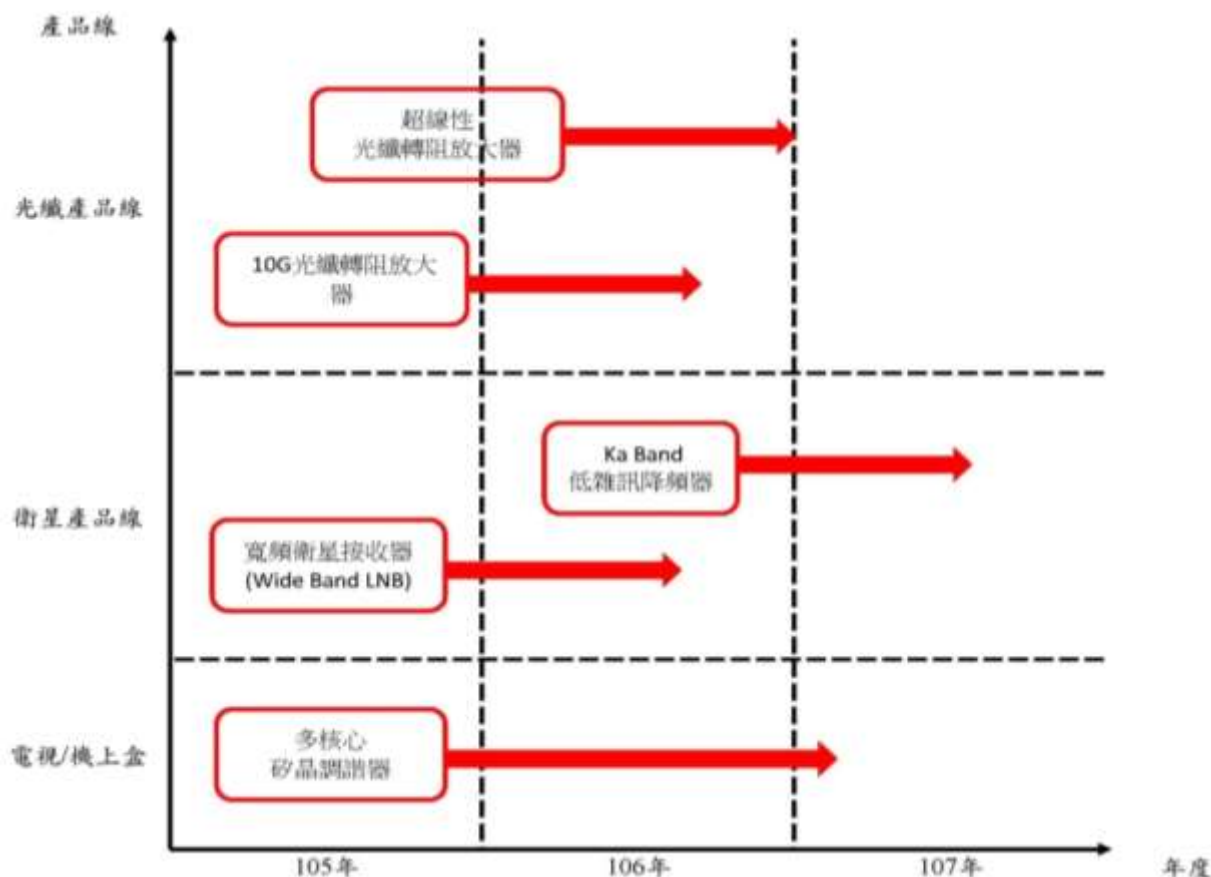 產品線
超線性
光纖轉阻放大器
光纖產品線
10G光纖轉阻放大
器
Ka Band
低雜訊降頻器
衛星產品線
寬頻衛星接收器
(Wide Band LNB)
電視/機上盒
多核心
矽晶調諧器
105年
106年
107年
年度